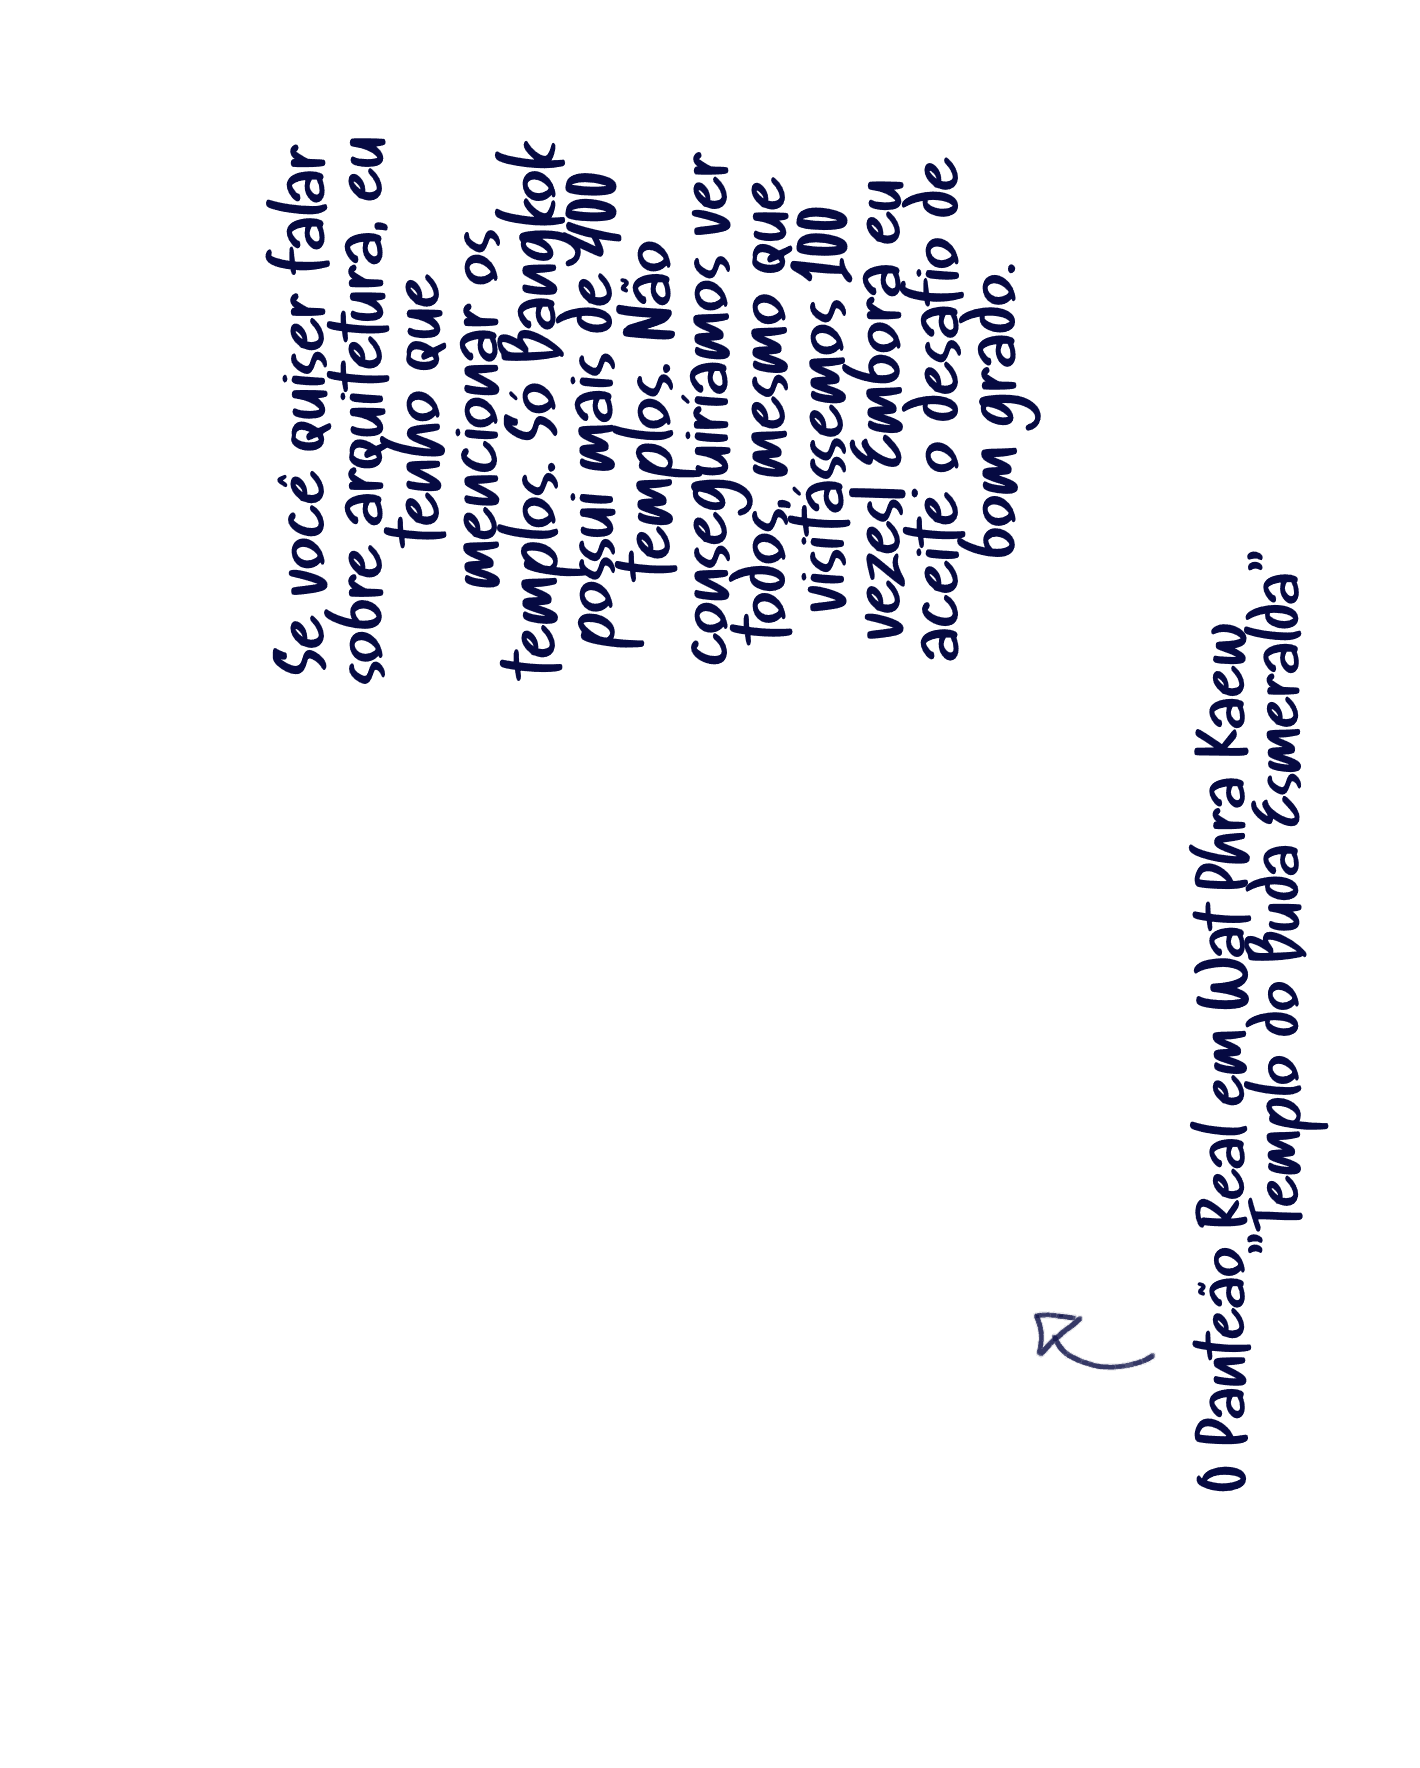 Se você quiser falar
sobre arquitetura, eu
tenho que
mencionar os
templos. Só Bangkok
possui mais de 400
templos. Não
conseguiríamos ver
todos, mesmo que
visitássemos 100
vezes! Embora eu
aceite o desafio de
bom grado.
O Panteão Real em Wat Phra Kaew
"Templo do Buda Esmeralda"